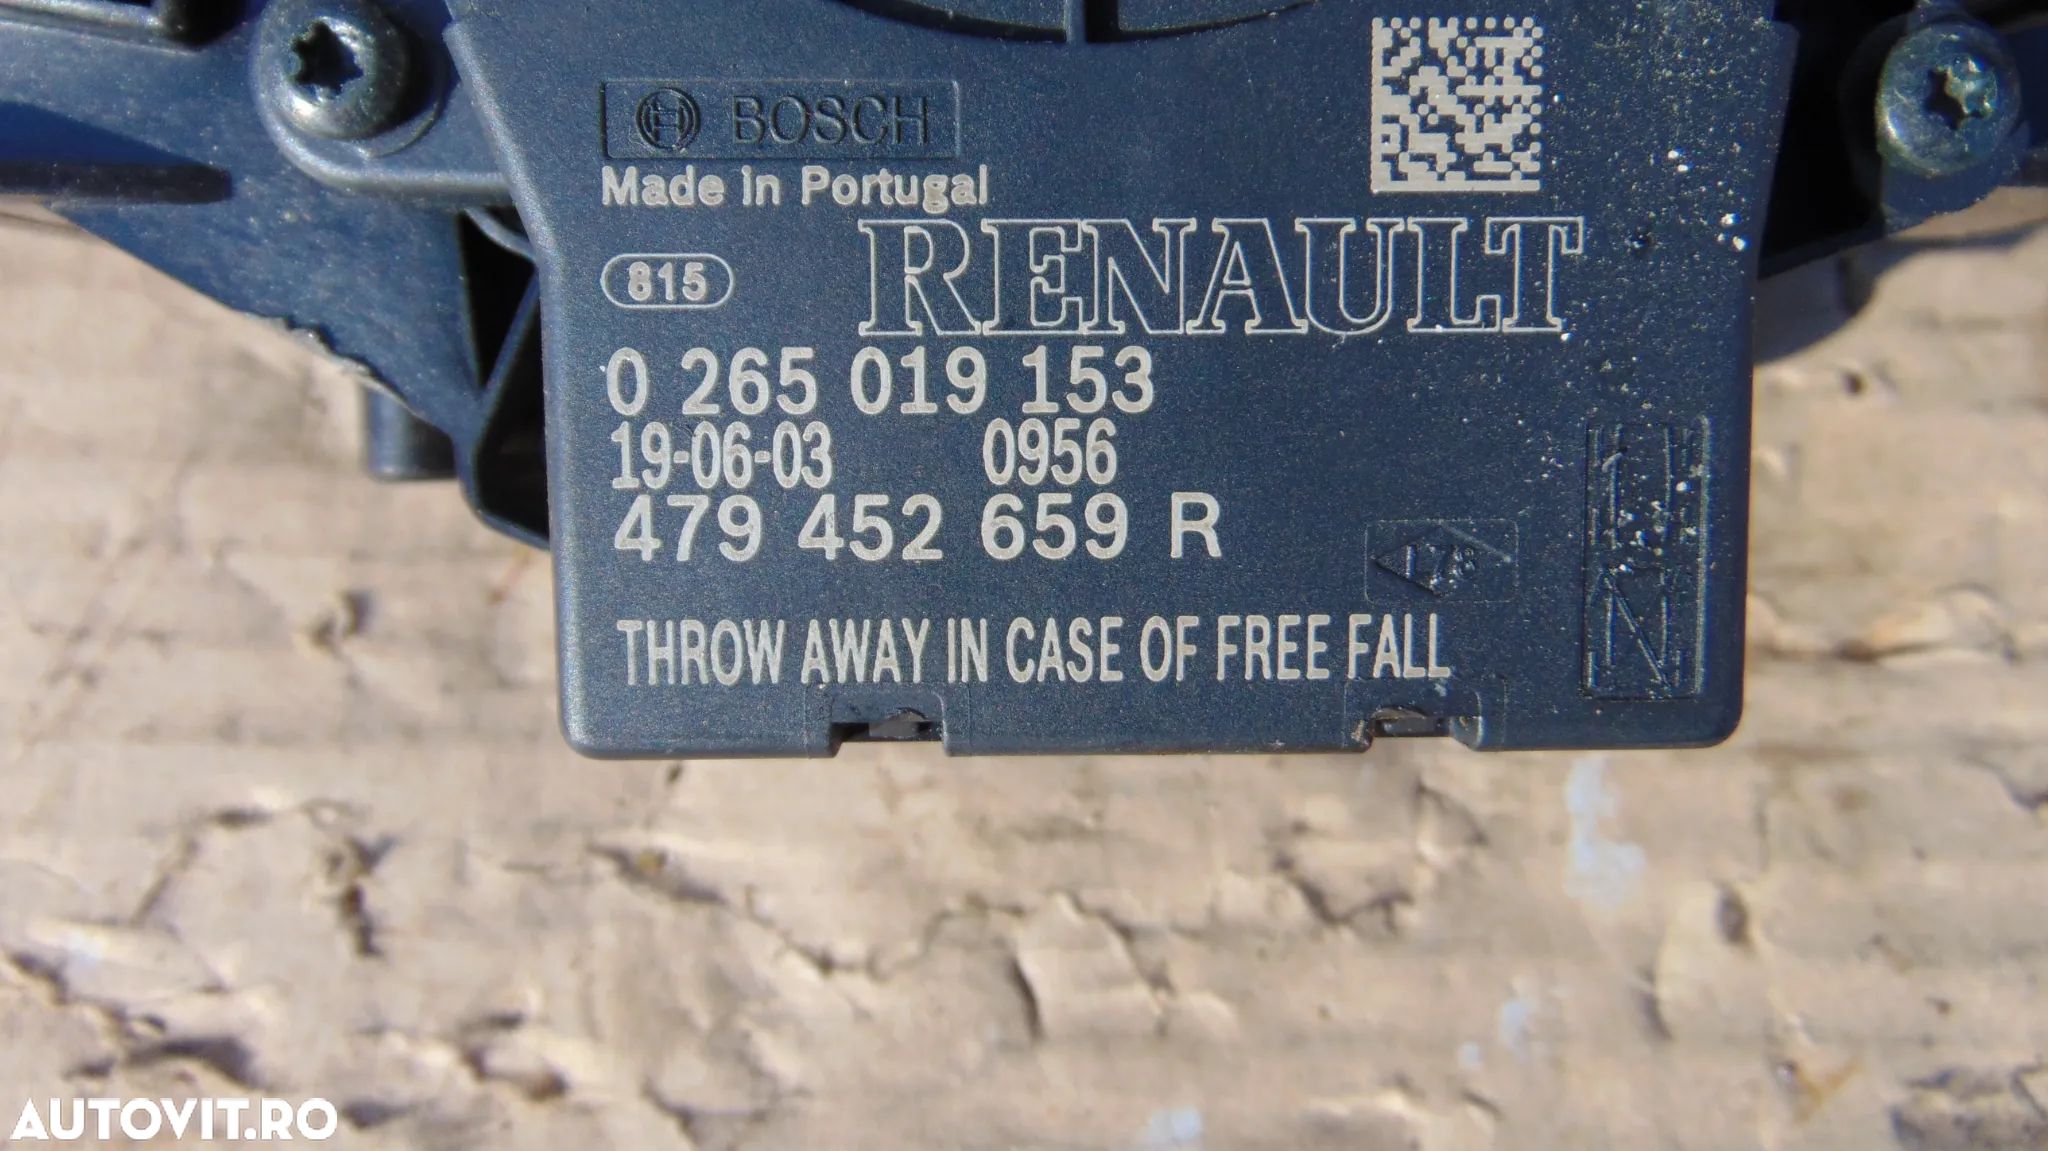 BOSCH
Made in Portugal
RENAULT
815
0 265 019 153
19-06-03 0956
479 452 659 R
178
THROW AWAY IN CASE OF FREE FALL
AUTOVIT.RO